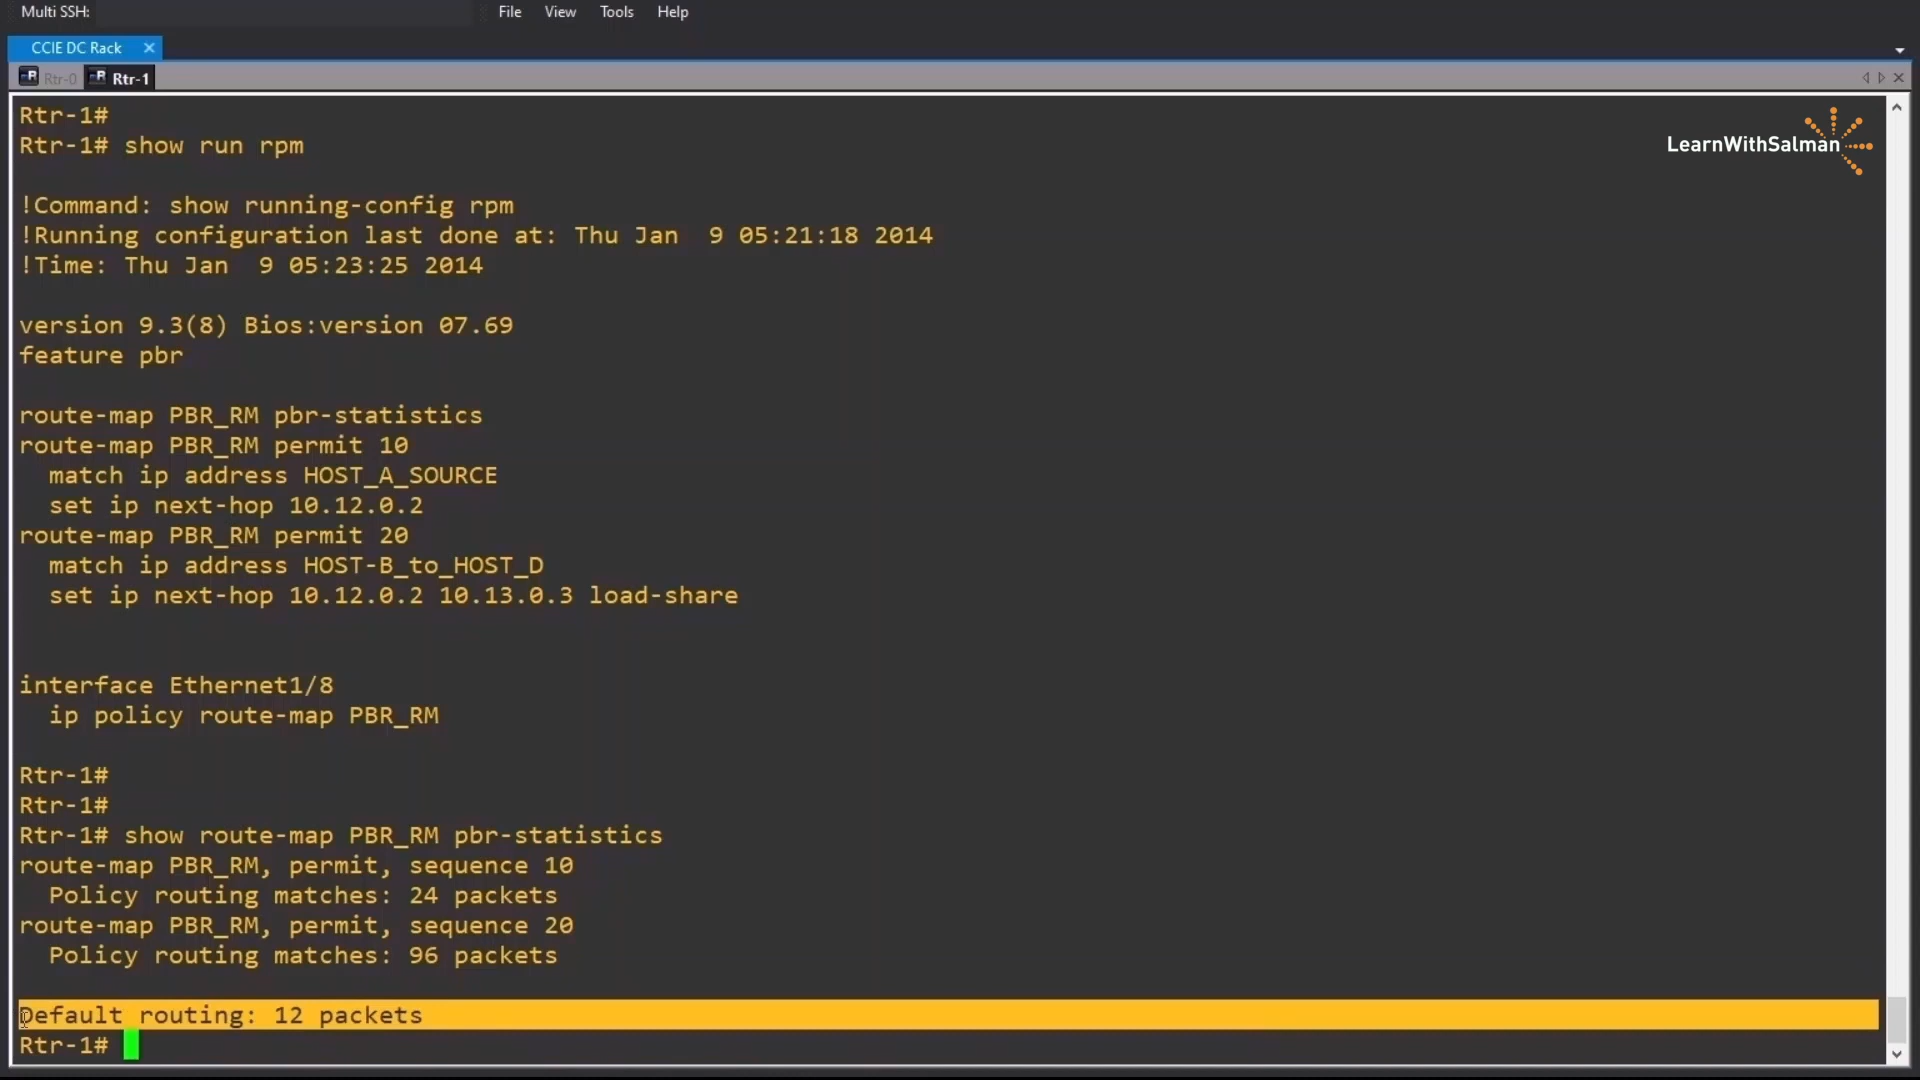 Multi SSH:
File View Tools Help
CCIE DC Rack
Rtr-0 Rtr-1
LearnWithSalman
Rtr-1#
Rtr-1# show run rpm
!Command: show running-config rpm
!Running configuration last done at: Thu Jan  9 05:21:18 2014
!Time: Thu Jan  9 05:23:25 2014
version 9.3(8) Bios:version 07.69
feature pbr
route-map PBR_RM pbr-statistics
route-map PBR_RM permit 10
  match ip address HOST_A_SOURCE
  set ip next-hop 10.12.0.2
route-map PBR_RM permit 20
  match ip address HOST-B_to_HOST_D
  set ip next-hop 10.12.0.2 10.13.0.3 load-share
interface Ethernet1/8
  ip policy route-map PBR_RM
Rtr-1#
Rtr-1#
Rtr-1# show route-map PBR_RM pbr-statistics
route-map PBR_RM, permit, sequence 10
  Policy routing matches: 24 packets
route-map PBR_RM, permit, sequence 20
  Policy routing matches: 96 packets
Default routing: 12 packets
Rtr-1#